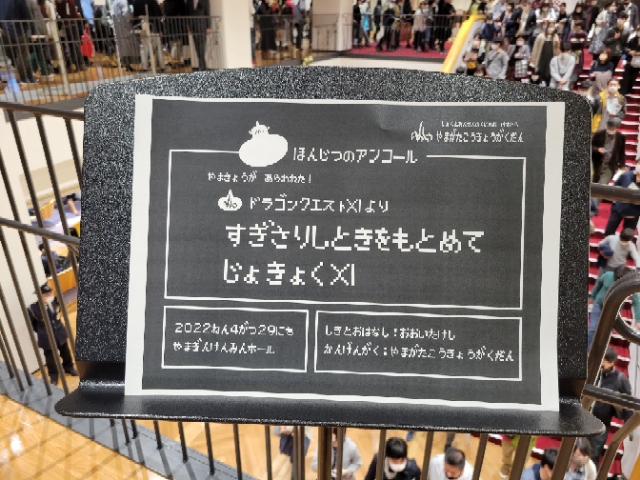 やまがたこうきょうがくだん
ほんじつのアンコール
やまきょうが あらわれた!
ドラゴンクエストXIより
すぎさりしときをもとめて
じょきょくXI
2022ねん4がつ29にち
やまぎんけんみんホール
しきとおはなし:おおいたけし
かんげんがく:やまがたこうきょうがくだん